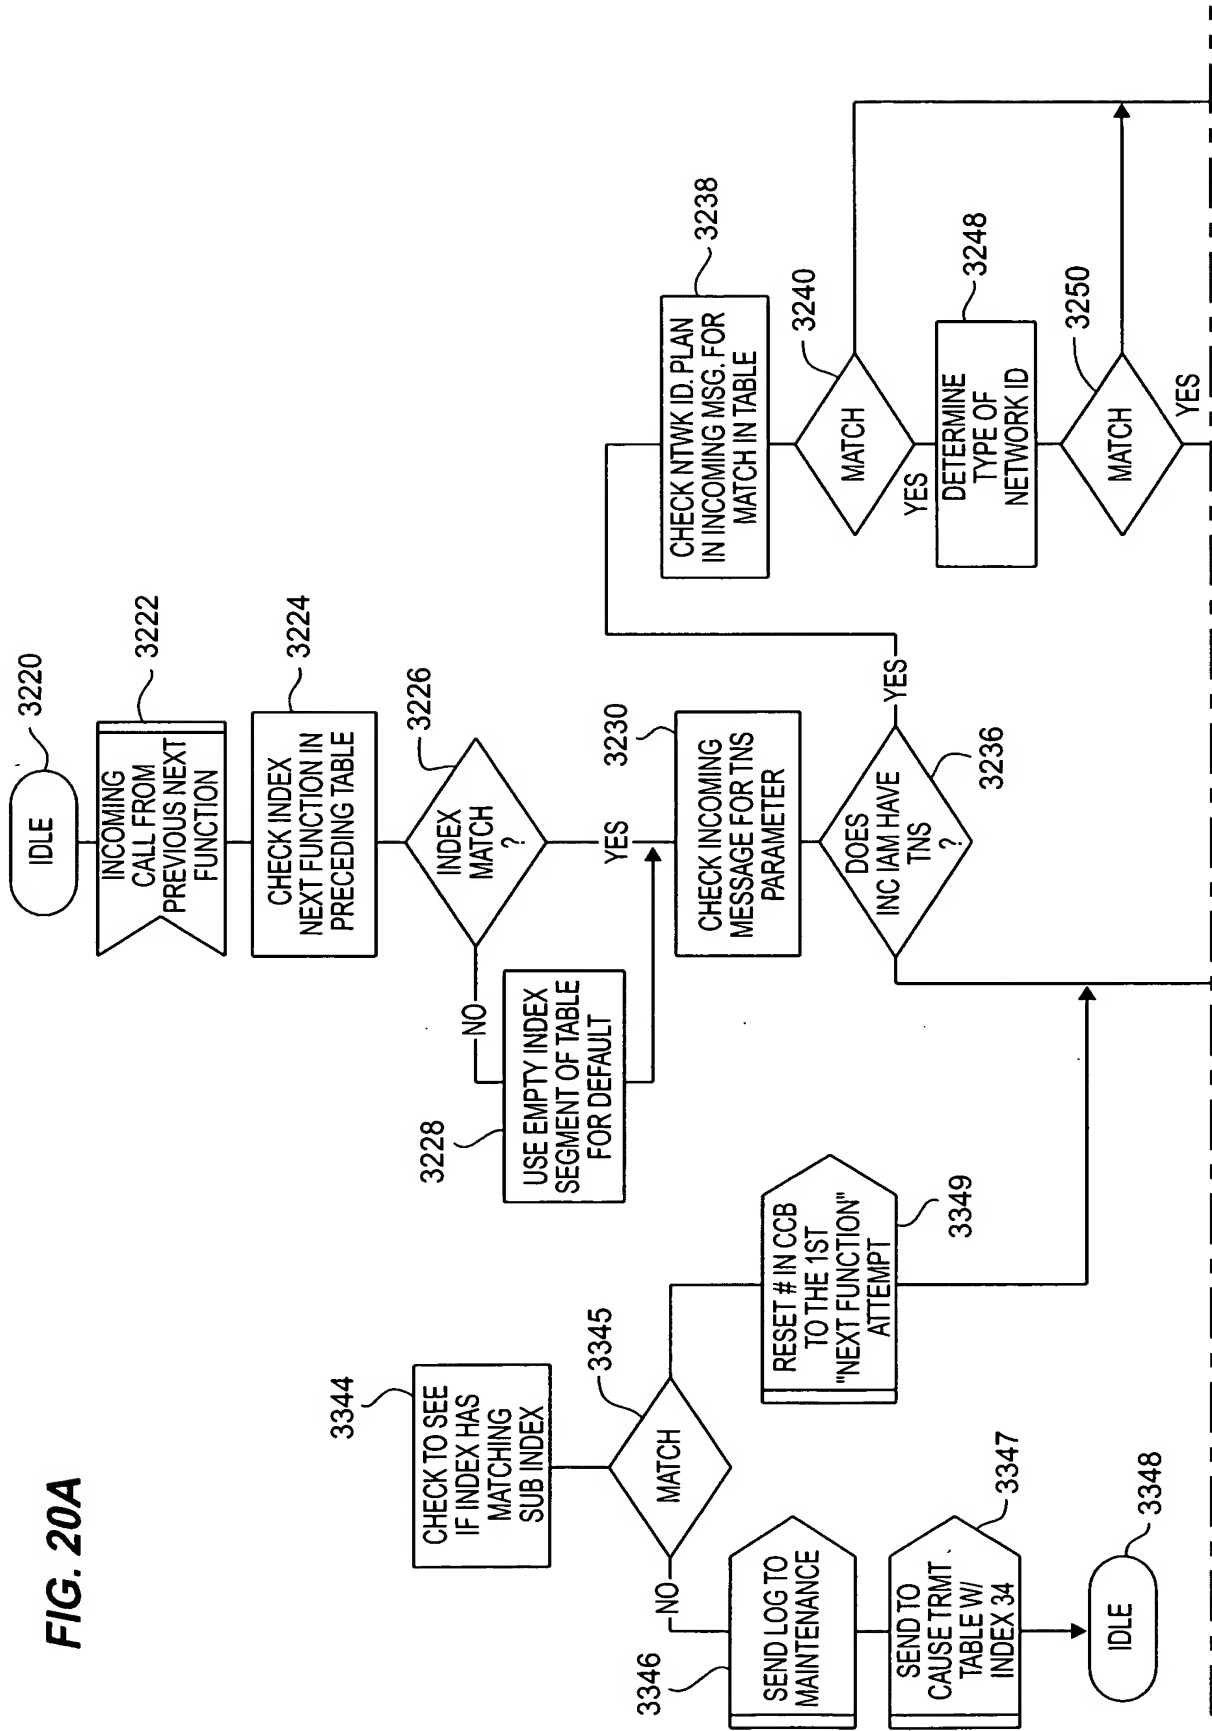 FIG. 20A
IDLE
3220
INCOMING
CALL FROM
PREVIOUS NEXT
FUNCTION
3222
CHECK INDEX
NEXT FUNCTION IN
PRECEDING TABLE
3224
INDEX
MATCH
?
3226
NO
YES
3228
USE EMPTY INDEX
SEGMENT OF TABLE
FOR DEFAULT
3230
CHECK INCOMING
MESSAGE FOR TNS
PARAMETER
DOES
INC IAM HAVE
TNS
?
3236
YES
CHECK NTWK ID. PLAN
IN INCOMING MSG. FOR
MATCH IN TABLE
3238
MATCH
3240
YES
DETERMINE
TYPE OF
NETWORK ID
3248
MATCH
3250
YES
3344
CHECK TO SEE
IF INDEX HAS
MATCHING
SUB INDEX
MATCH
3345
NO
3346
SEND LOG TO
MAINTENANCE
SEND TO
CAUSE TRMT
TABLE W/
INDEX 34
3347
IDLE
3348
RESET # IN CCB
TO THE 1ST
"NEXT FUNCTION"
ATTEMPT
3349